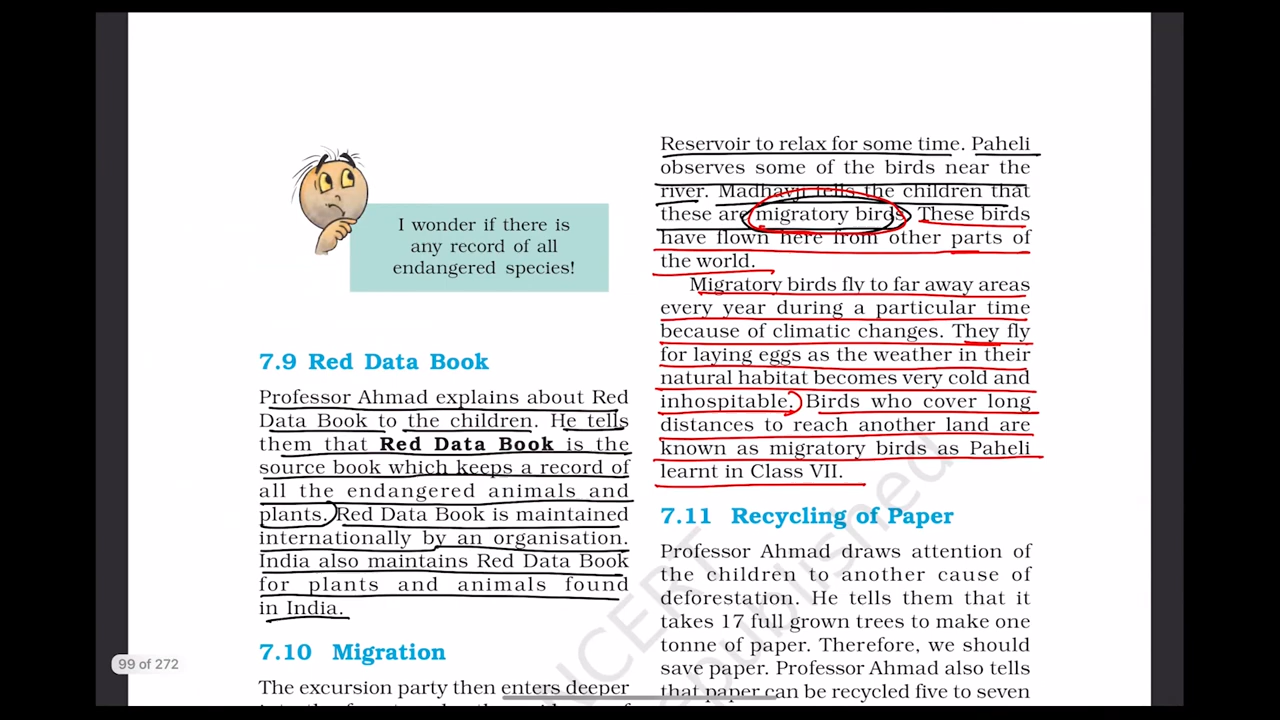 I wonder if there is
any record of all
endangered species!
7.9 Red Data Book
Professor Ahmad explains about Red
Data Book to the children. He tells
them that Red Data Book is the
source book which keeps a record of
all the endangered animals and
plants. Red Data Book is maintained
internationally by an organisation.
India also maintains Red Data Book
for plants and animals found
in India.
7.10 Migration
The excursion party then enters deeper
Reservoir to relax for some time. Paheli
observes some of the birds near the
river. Madhavji tells the children that
these are migratory birds. These birds
have flown here from other parts of
the world.
Migratory birds fly to far away areas
every year during a particular time
because of climatic changes. They fly
for laying eggs as the weather in their
natural habitat becomes very cold and
inhospitable. Birds who cover long
distances to reach another land are
known as migratory birds as Paheli
learnt in Class VII.
7.11 Recycling of Paper
Professor Ahmad draws attention of
the children to another cause of
deforestation. He tells them that it
takes 17 full grown trees to make one
tonne of paper. Therefore, we should
save paper. Professor Ahmad also tells
that paper can be recycled five to seven
NCERT
republished
99 of 272